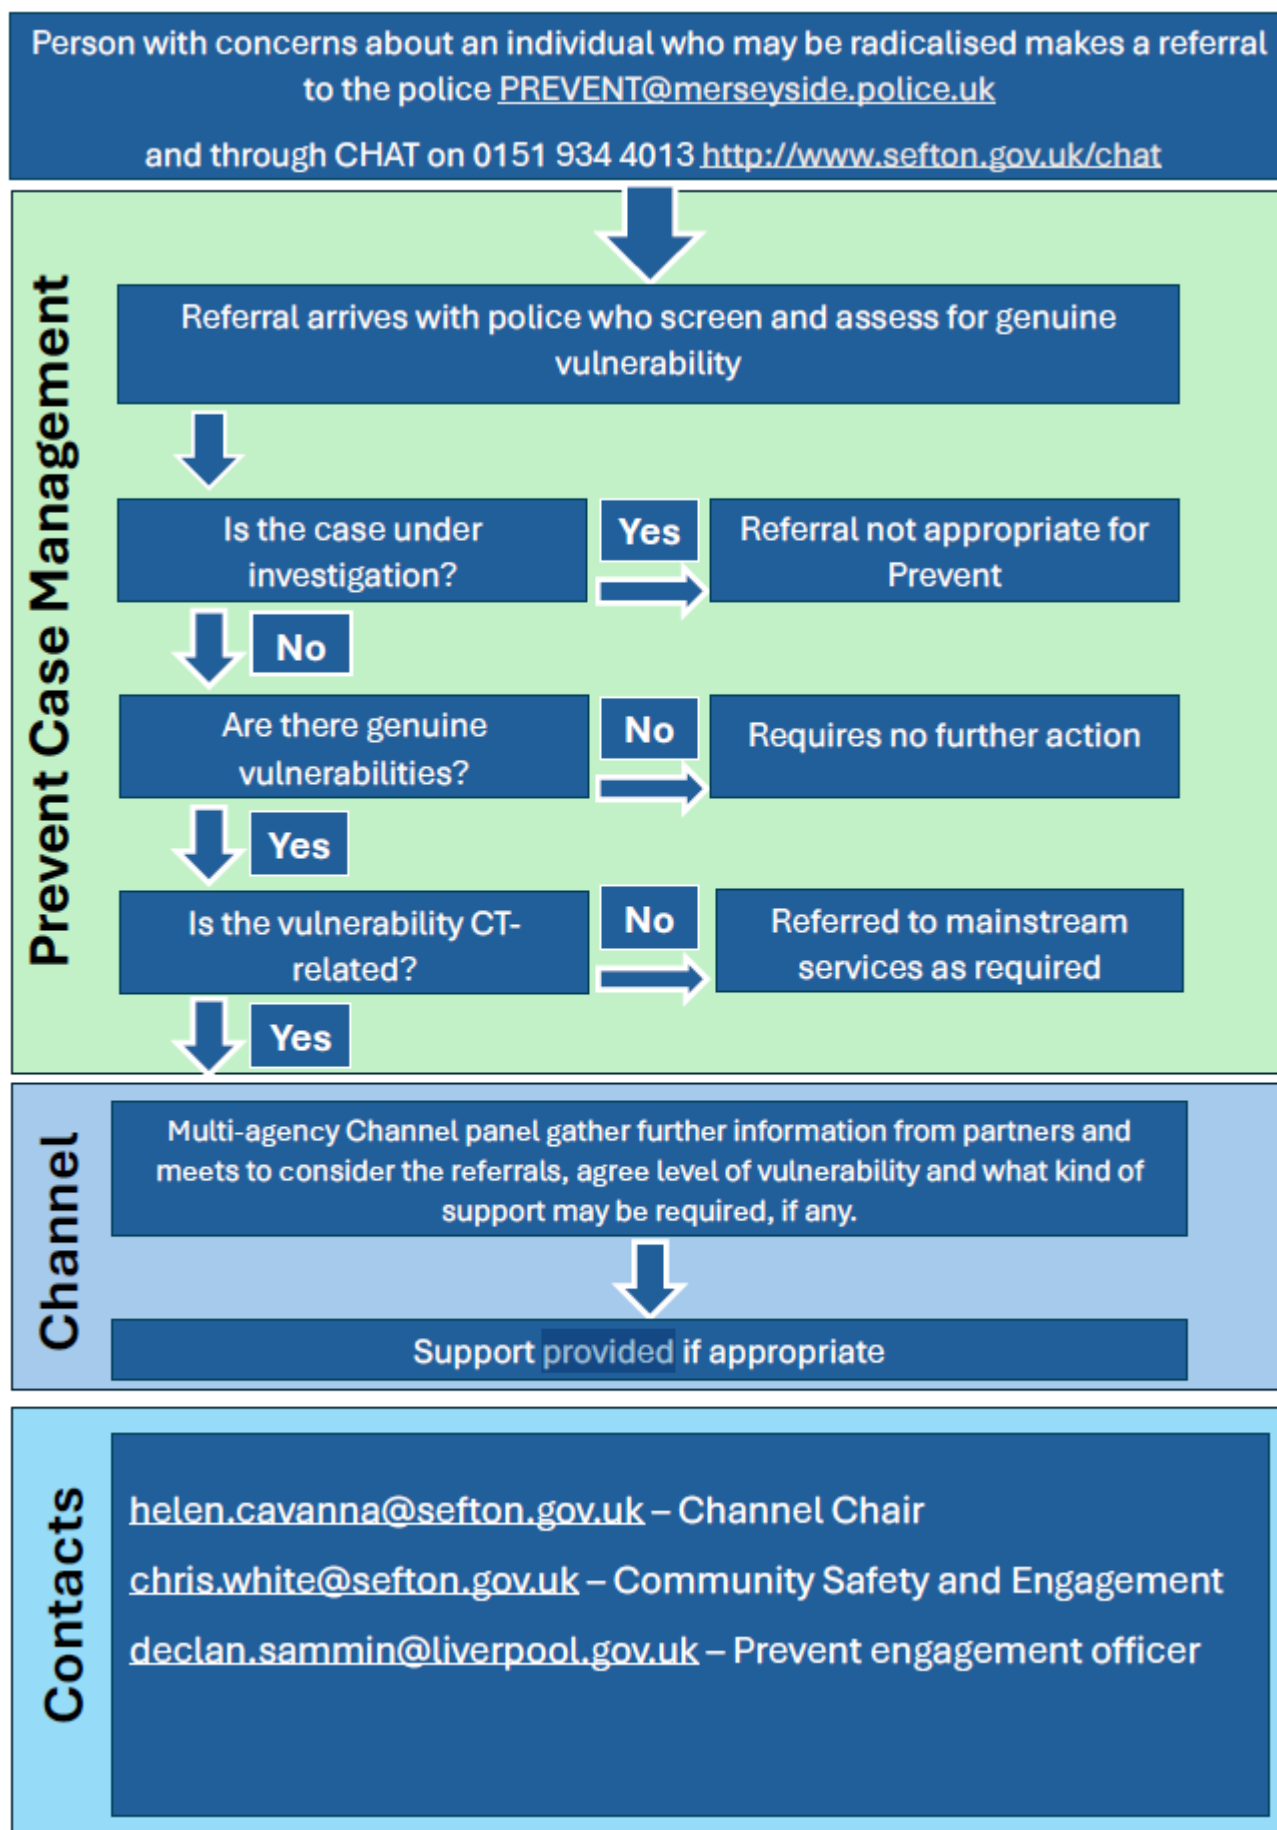 Person with concerns about an individual who may be radicalised makes a referral
to the police PREVENT@merseyside.police.uk
and through CHAT on 0151 934 4013 http://www.sefton.gov.uk/chat
Prevent Case Management
Referral arrives with police who screen and assess for genuine
vulnerability
Is the case under
investigation?
Yes
Referral not appropriate for
Prevent
No
Are there genuine
vulnerabilities?
No
Requires no further action
Yes
Is the vulnerability CT-
related?
No
Referred to mainstream
services as required
Yes
Channel
Multi-agency Channel panel gather further information from partners and
meets to consider the referrals, agree level of vulnerability and what kind of
support may be required, if any.
Support provided if appropriate
Contacts
helen.cavanna@sefton.gov.uk – Channel Chair
chris.white@sefton.gov.uk – Community Safety and Engagement
declan.sammin@liverpool.gov.uk – Prevent engagement officer